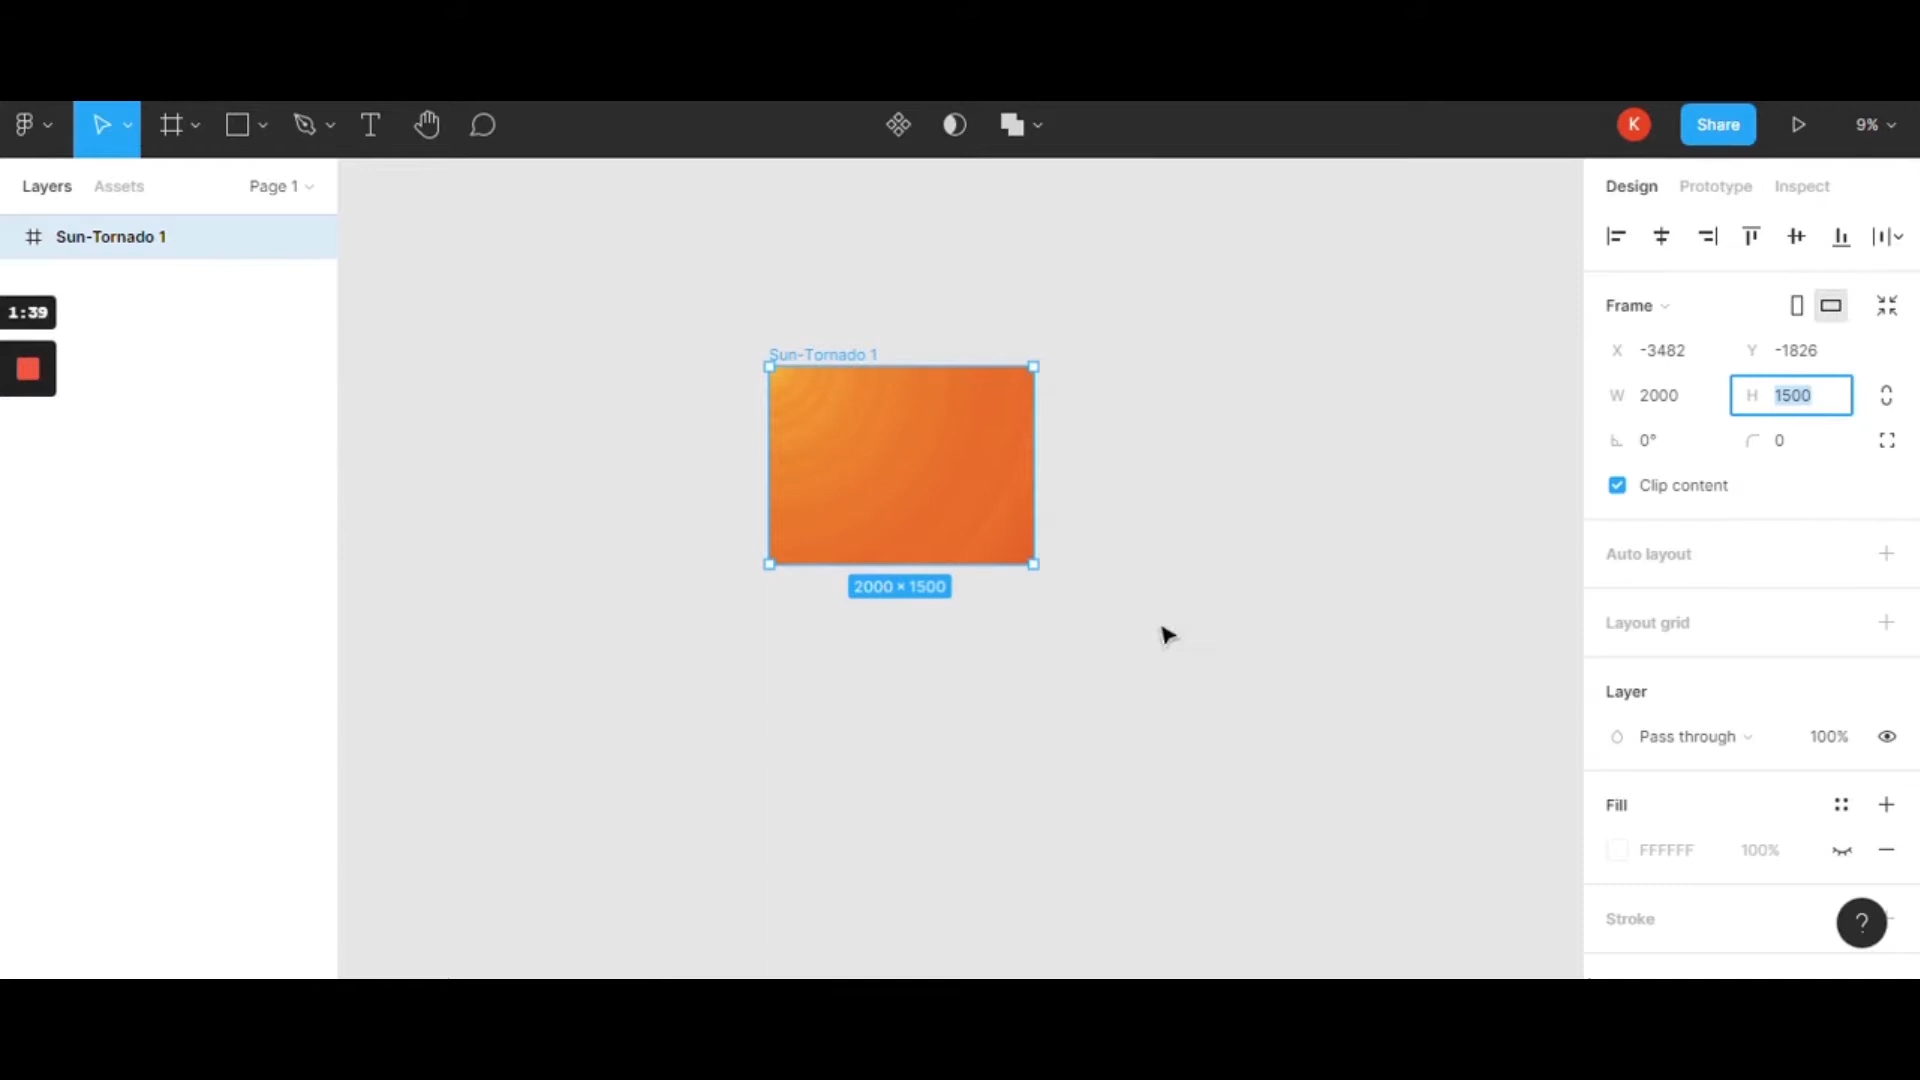 K
Share
9%
Layers
Assets
Page 1
Design
Prototype
Inspect
Sun-Tornado 1
1:39
Frame
X -3482
Y -1826
Sun-Tornado 1
W 2000
H 1500
0°
0
Clip content
Auto layout
2000 × 1500
Layout grid
Layer
Pass through
100%
Fill
FFFFFF
100%
Stroke
?